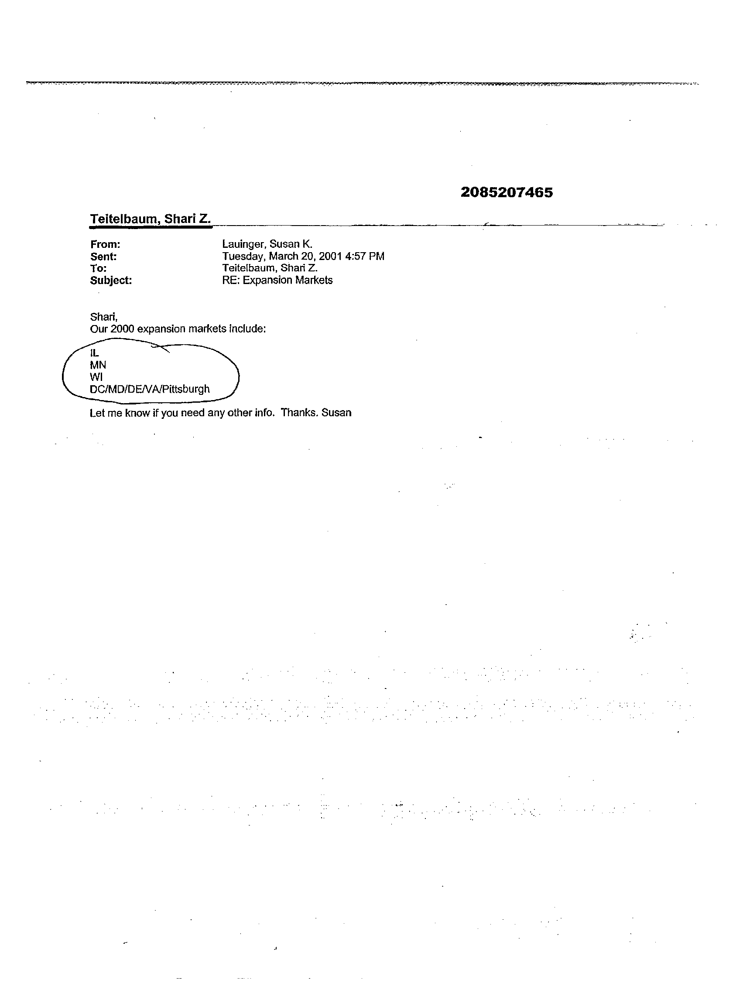 2085207465
Teitelbaum, Shari Z.
From: Lauinger, Susan K.
Sent: Tuesday, March 20, 2001 4:57 PM
To: Teitelbaum, Shari Z.
Subject: RE: Expansion Markets
Shari,
Our 2000 expansion markets include:
IL
MN
WI
DC/MD/DE/VA/Pittsburgh
Let me know if you need any other info. Thanks. Susan